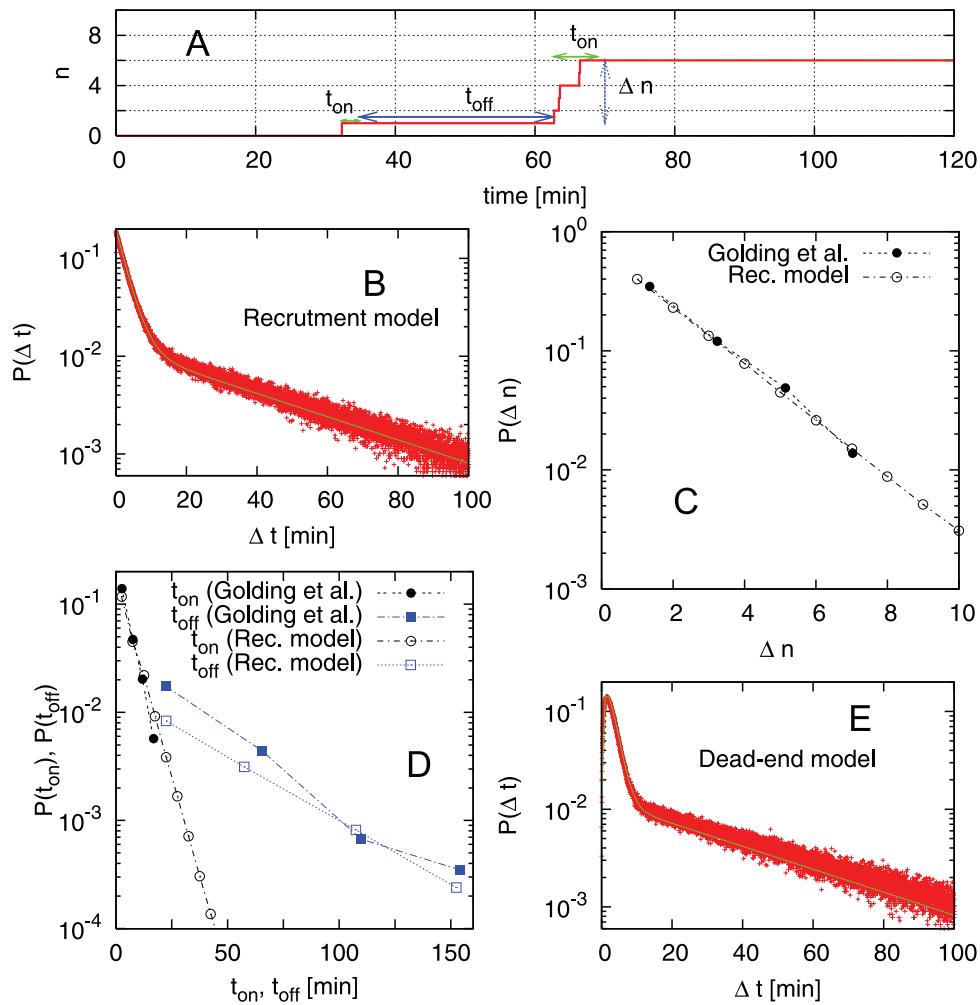 A
8
4
0
n
t_on
t_off
t_on
Δ n
0 20 40 60 80 100 120
time [min]
B
Recrutment model
10^-1
10^-2
10^-3
P(Δ t)
0 20 40 60 80 100
Δ t [min]
Golding et al.
Rec. model
10^0
10^-1
10^-2
10^-3
P(Δ n)
C
0 2 4 6 8 10
Δ n
t_on (Golding et al.)
t_off (Golding et al.)
t_on (Rec. model)
t_off (Rec. model)
10^-1
10^-2
10^-3
10^-4
P(t_on), P(t_off)
D
0 50 100 150
t_on, t_off [min]
E
Dead-end model
10^-1
10^-2
10^-3
P(Δ t)
0 20 40 60 80 100
Δ t [min]